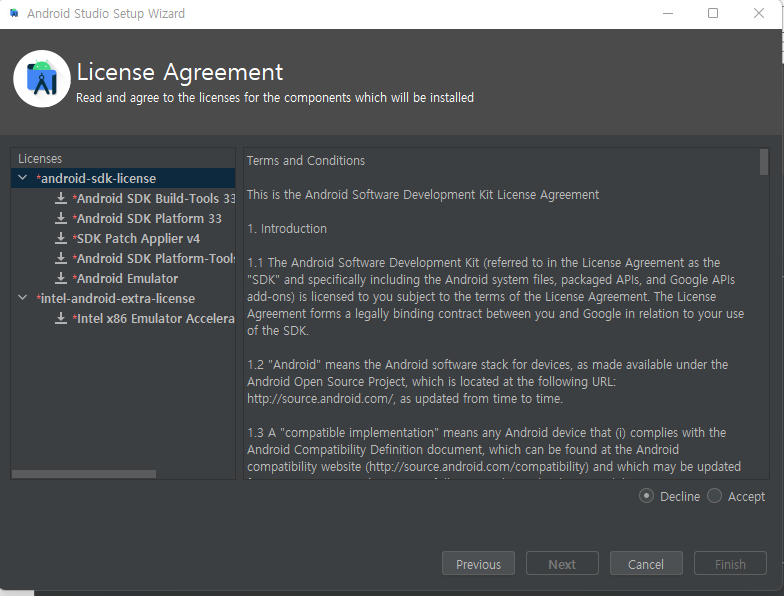 Android Studio Setup Wizard
License Agreement
Read and agree to the licenses for the components which will be installed
Licenses
*android-sdk-license
*Android SDK Build-Tools 33
*Android SDK Platform 33
*SDK Patch Applier v4
*Android SDK Platform-Tools
*Android Emulator
*intel-android-extra-license
*Intel x86 Emulator Accelera
Terms and Conditions
This is the Android Software Development Kit License Agreement
1. Introduction
1.1 The Android Software Development Kit (referred to in the License Agreement as the
"SDK" and specifically including the Android system files, packaged APIs, and Google APIs
add-ons) is licensed to you subject to the terms of the License Agreement. The License
Agreement forms a legally binding contract between you and Google in relation to your use
of the SDK.
1.2 "Android" means the Android software stack for devices, as made available under the
Android Open Source Project, which is located at the following URL:
http://source.android.com/, as updated from time to time.
1.3 A "compatible implementation" means any Android device that (i) complies with the
Android Compatibility Definition document, which can be found at the Android
compatibility website (http://source.android.com/compatibility) and which may be updated
Decline Accept
Previous Next Cancel Finish